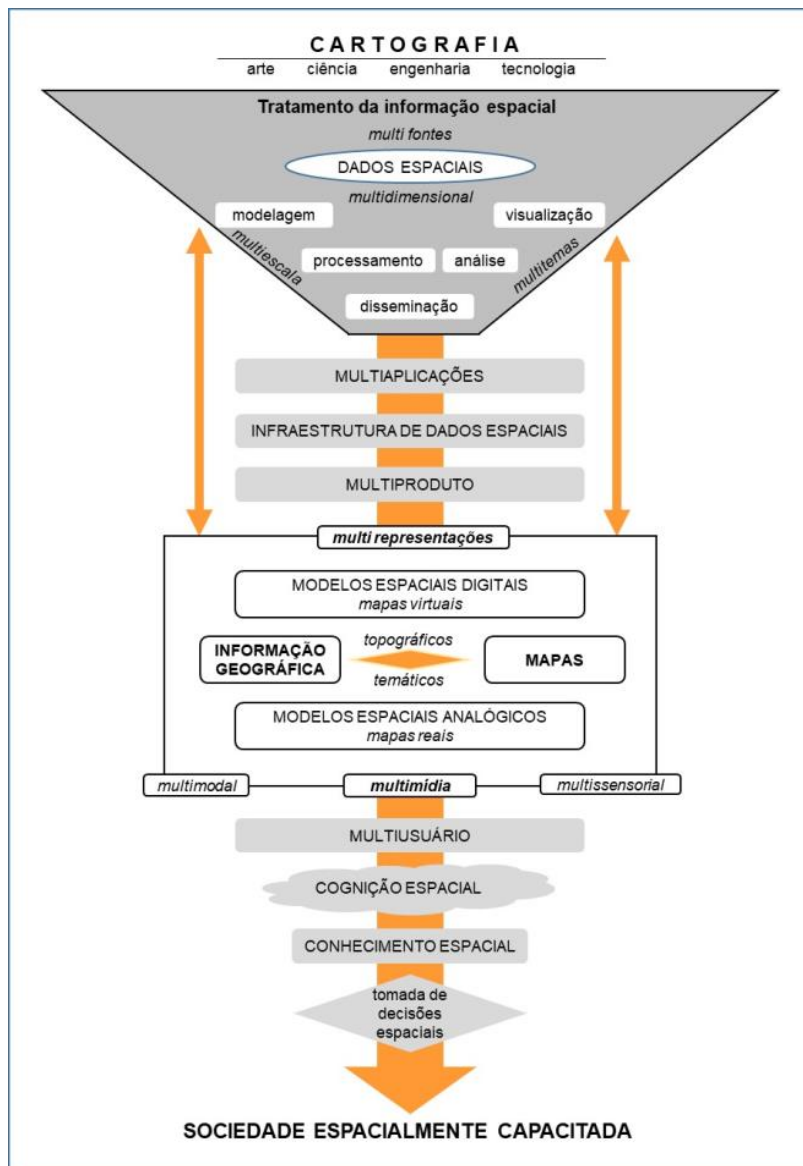 CARTOGRAFIA
arte ciência engenharia tecnologia
Tratamento da informação espacial
multi fontes
DADOS ESPACIAIS
multidimensional
modelagem
visualização
multiescala
processamento
análise
multitemas
disseminação
MULTIAPLICAÇÕES
INFRAESTRUTURA DE DADOS ESPACIAIS
MULTIPRODUTO
multi representações
MODELOS ESPACIAIS DIGITAIS
mapas virtuais
INFORMAÇÃO
GEOGRÁFICA
topográficos
temáticos
MAPAS
MODELOS ESPACIAIS ANALÓGICOS
mapas reais
multimodal
multimídia
multissensorial
MULTIUSUÁRIO
COGNIÇÃO ESPACIAL
CONHECIMENTO ESPACIAL
tomada de
decisões
espaciais
SOCIEDADE ESPACIALMENTE CAPACITADA